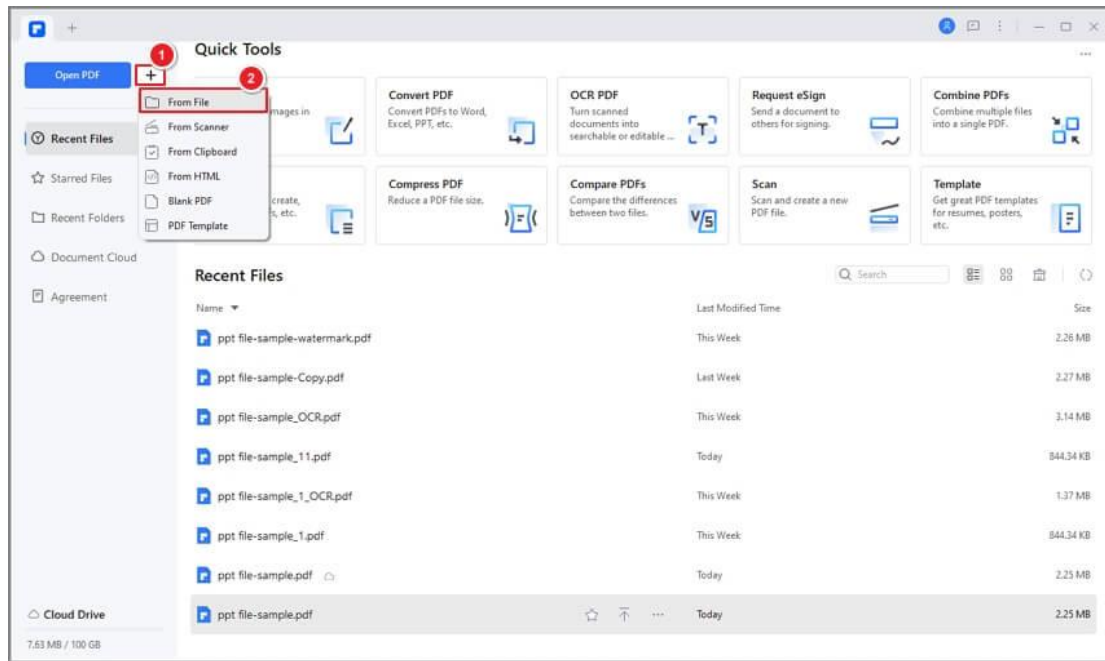 +
Quick Tools
1
Open PDF
+
2
From File
From Scanner
From Clipboard
From HTML
Blank PDF
PDF Template
Recent Files
Starred Files
Recent Folders
Document Cloud
Agreement
mages in
Convert PDF
Convert PDFs to Word,
Excel, PPT, etc.
OCR PDF
Turn scanned
documents into
searchable or editable ...
T
Request eSign
Send a document to
others for signing.
Combine PDFs
Combine multiple files
into a single PDF.
create,
s, etc.
Compress PDF
Reduce a PDF file size.
Compare PDFs
Compare the differences
between two files.
V/S
Scan
Scan and create a new
PDF file.
Template
Get great PDF templates
for resumes, posters,
etc.
Recent Files
Search
Name Last Modified Time Size
ppt file-sample-watermark.pdf This Week 2.26 MB
ppt file-sample-Copy.pdf Last Week 2.27 MB
ppt file-sample_OCR.pdf This Week 3.14 MB
ppt file-sample_11.pdf Today 844.34 KB
ppt file-sample_1_OCR.pdf This Week 1.37 MB
ppt file-sample_1.pdf This Week 844.34 KB
ppt file-sample.pdf Today 2.25 MB
ppt file-sample.pdf Today 2.25 MB
Cloud Drive
7.63 MB / 100 GB